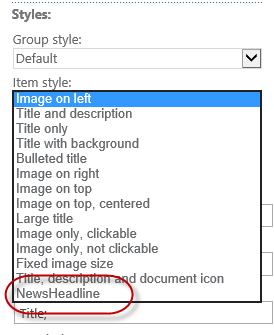 Styles:
Group style:
Default
Item style:
Image on left
Title and description
Title only
Title with background
Bulleted title
Image on right
Image on top
Image on top, centered
Large title
Image only, clickable
Image only, not clickable
Fixed image size
Title, description and document icon
NewsHeadline
Title;